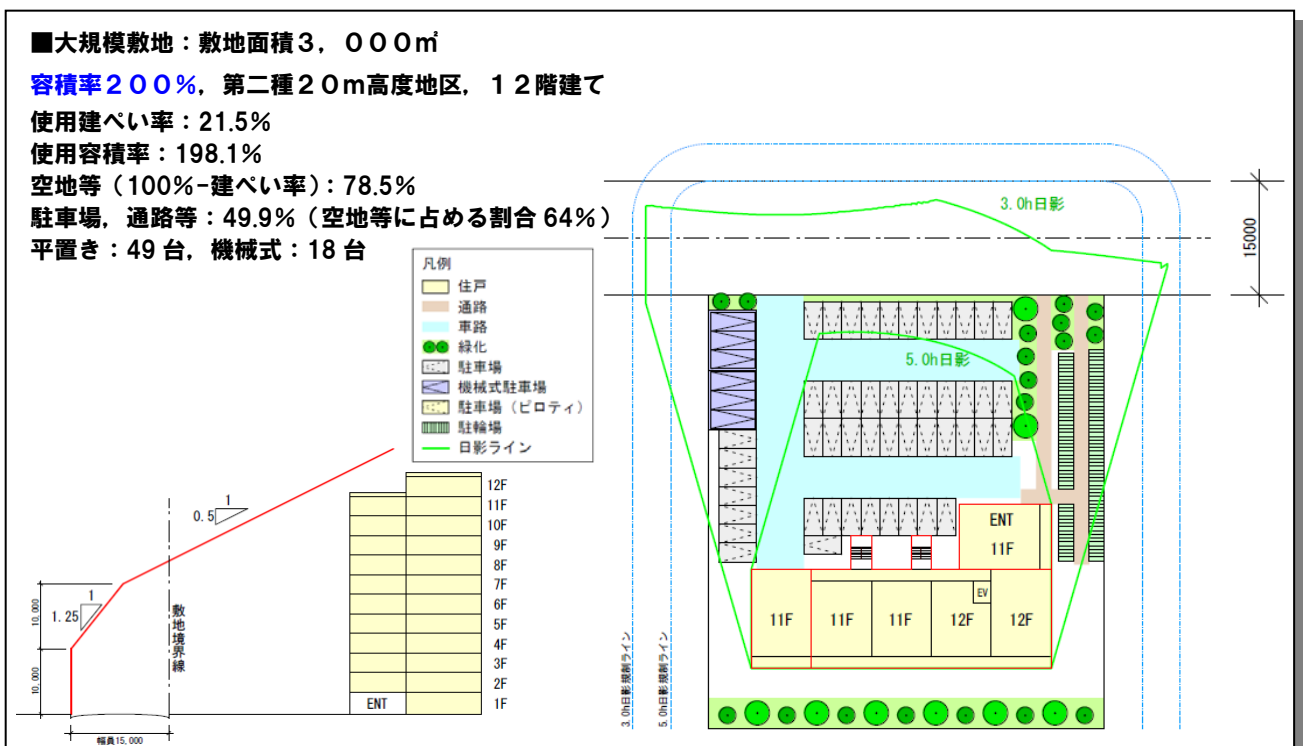 ■大規模敷地：敷地面積３，０００㎡
容積率２００％，第二種２０ｍ高度地区，１２階建て
使用建ぺい率：21.5％
使用容積率：198.1％
空地等（100％-建ぺい率）：78.5％
駐車場，通路等：49.9％（空地等に占める割合 64％）
平置き：49 台，機械式：18 台
凡例
住戸
通路
車路
緑化
駐車場
機械式駐車場
駐車場（ピロティ）
駐輪場
日影ライン
1
0.5
1
1.25
10,000
10,000
敷地境界線
幅員15,000
12F
11F
10F
9F
8F
7F
6F
5F
4F
3F
2F
1F
ENT
3.0h日影
15000
5.0h日影
ENT
11F
EV
11F
11F
11F
12F
12F
3.0h日影規制ライン
5.0h日影規制ライン